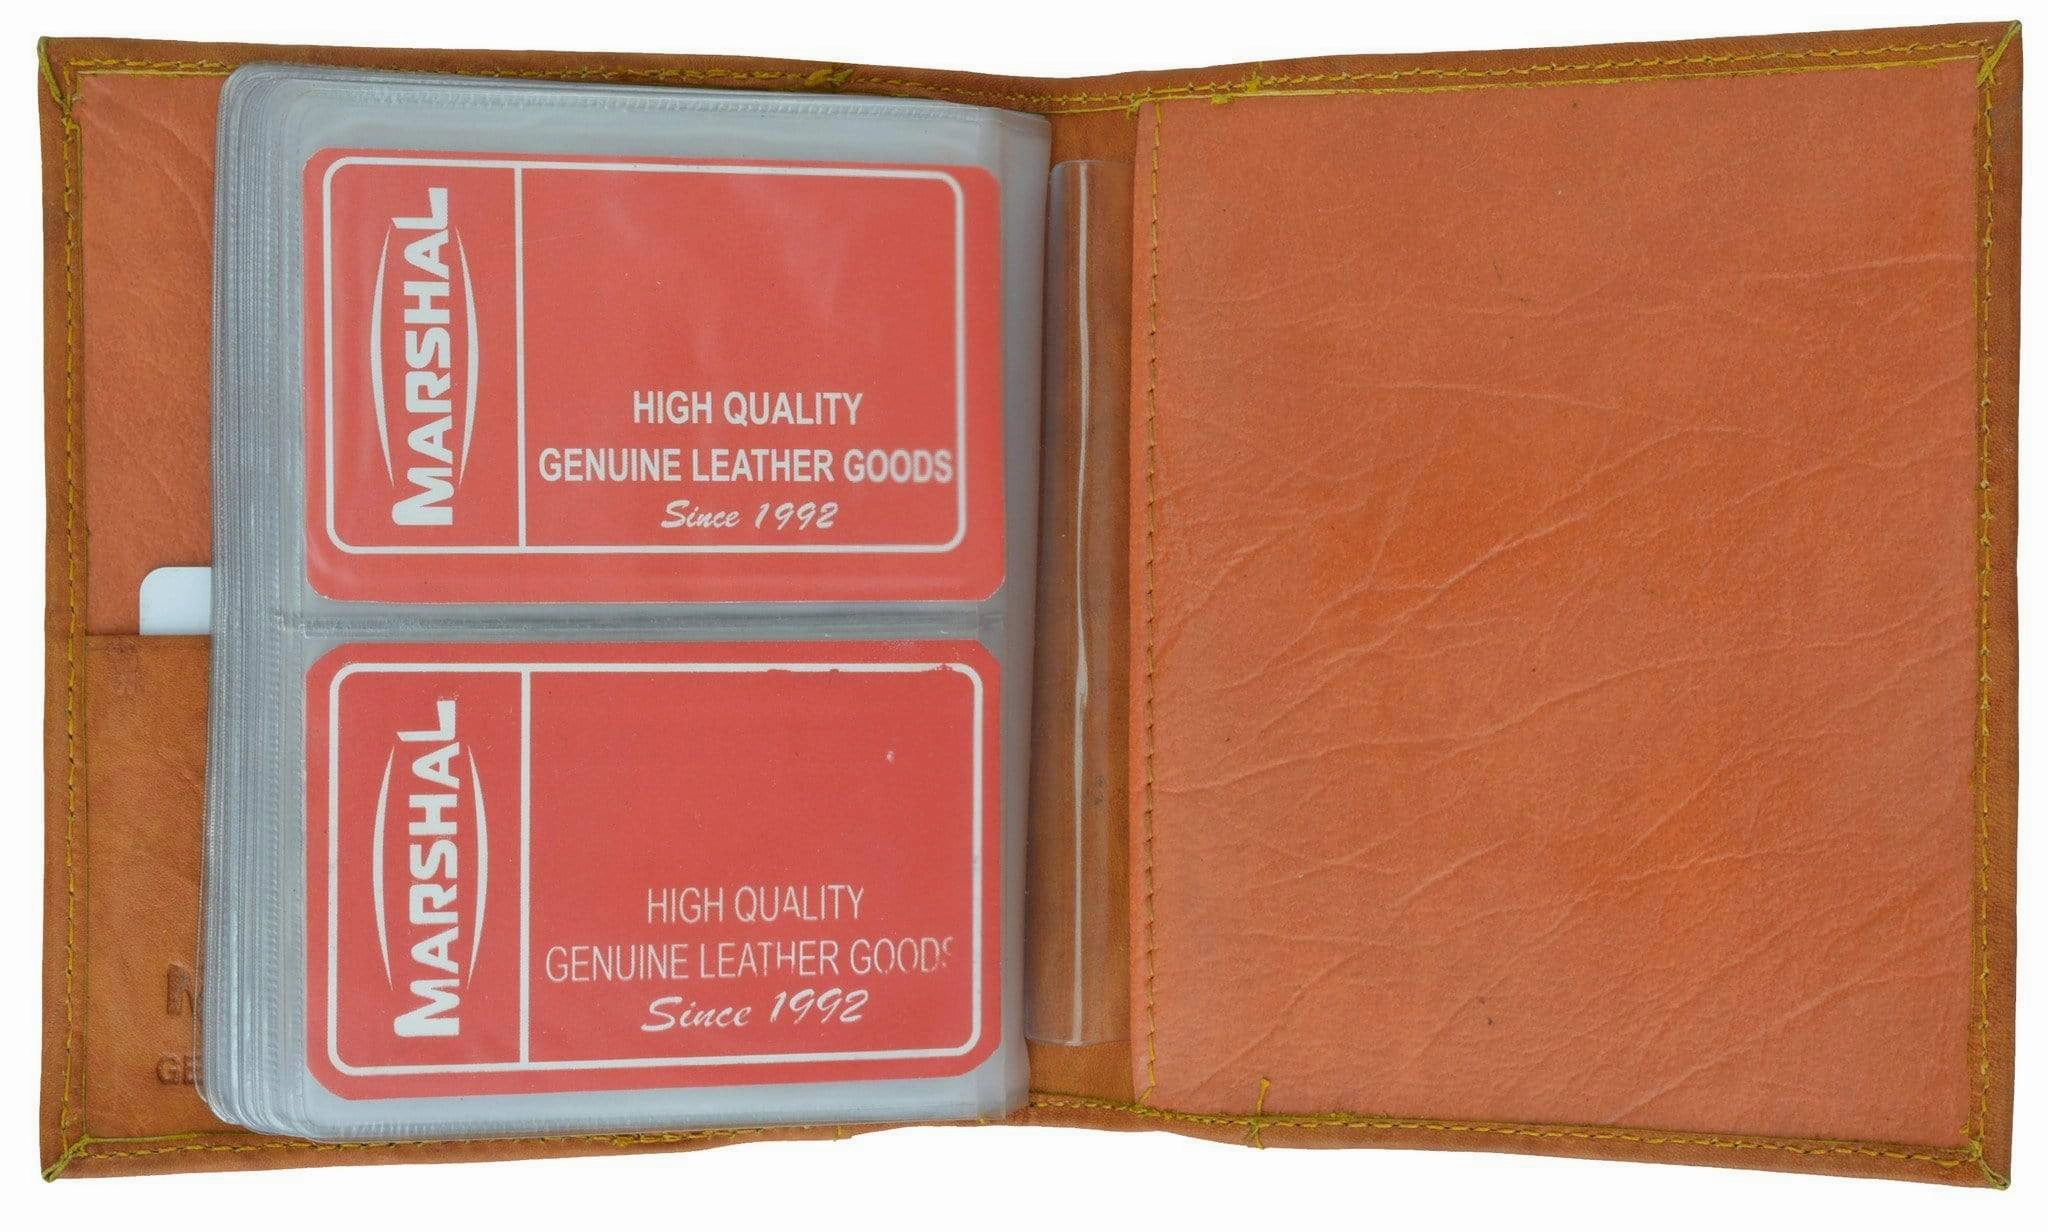 MARSHAL
HIGH QUALITY
GENUINE LEATHER GOODS
Since 1992
MARSHAL
HIGH QUALITY
GENUINE LEATHER GOODS
Since 1992